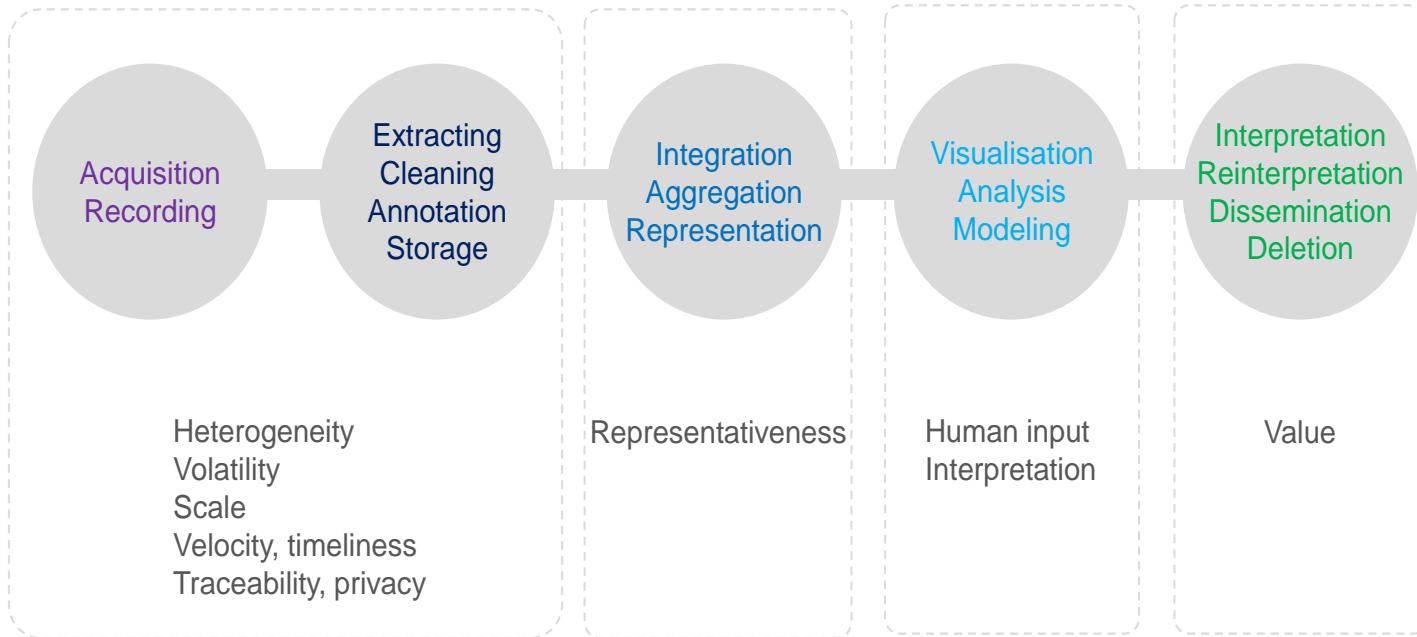 Acquisition
Recording
Extracting
Cleaning
Annotation
Storage
Integration
Aggregation
Representation
Visualisation
Analysis
Modeling
Interpretation
Reinterpretation
Dissemination
Deletion
Heterogeneity
Volatility
Scale
Velocity, timeliness
Traceability, privacy
Representativeness
Human input
Interpretation
Value